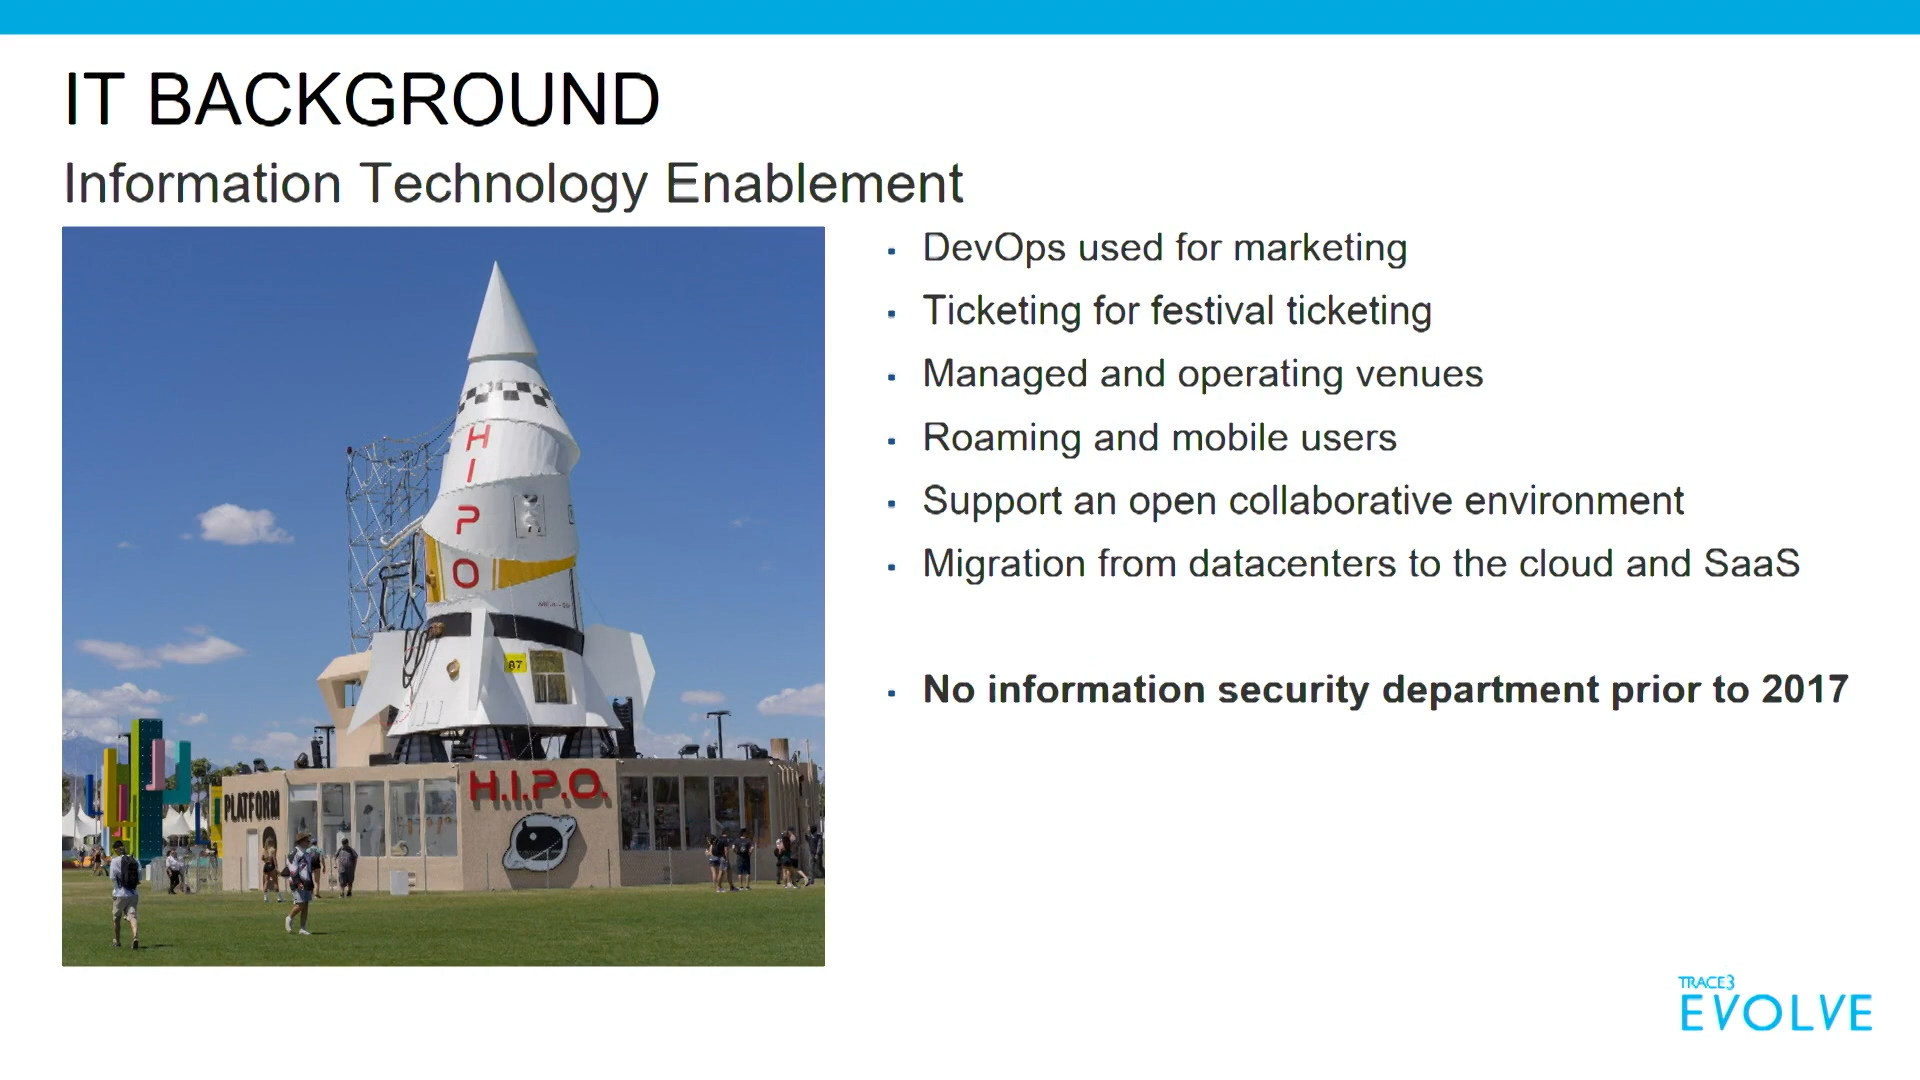 IT BACKGROUND
Information Technology Enablement
H
I
P
O
A7
PLATFORM
H.I.P.O.
DevOps used for marketing
Ticketing for festival ticketing
Managed and operating venues
Roaming and mobile users
Support an open collaborative environment
Migration from datacenters to the cloud and SaaS
No information security department prior to 2017
TRACE3
EVOLVE